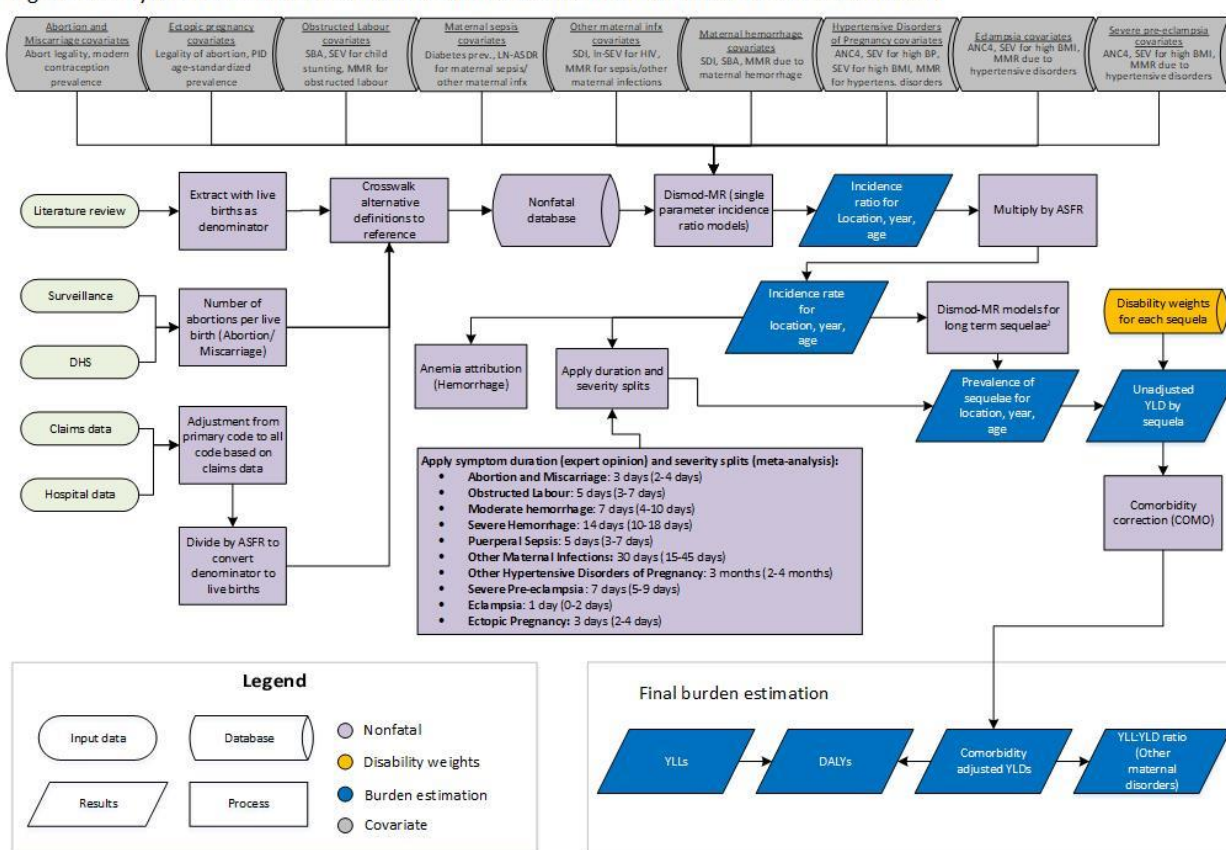 Abortion and
Miscarriage covariates
Abort legality, modern
contraception
prevalence
Ectopic pregnancy
covariates
Legality of abortion, PID
age-standardized
prevalence
Obstructed Labour
covariates
SBA, SEV for child
stunting, MMR for
obstructed labour
Maternal sepsis
covariates
Diabetes prev., LN-ASDR
for maternal sepsis/
other maternal infx
Other maternal infx
covariates
SDI, ln-SEV for HIV,
MMR for sepsis/other
maternal infections
Maternal hemorrhage
covariates
SDI, SBA, MMR due to
maternal hemorrhage
Hypertensive Disorders
of Pregnancy covariates
ANC4, SEV for high BP,
SEV for high BMI, MMR
for hypertens. disorders
Eclampsia covariates
ANC4, SEV for high BMI,
MMR due to
hypertensive disorders
Severe pre-eclampsia
covariates
ANC4, SEV for high BMI,
MMR due to
hypertensive disorders
Literature review
Extract with live
births as
denominator
Crosswalk
alternative
definitions to
reference
Nonfatal
database
Dismod-MR (single
parameter incidence
ratio models)
Incidence
ratio for
Location, year,
age
Multiply by ASFR
Surveillance
DHS
Number of
abortions per live
birth (Abortion/
Miscarriage)
Incidence rate
for
location, year,
age
Dismod-MR models for
long term sequelae²
Disability weights
for each sequela
Anemia attribution
(Hemorrhage)
Apply duration and
severity splits
Prevalence of
sequelae for
location, year,
age
Unadjusted
YLD by
sequela
Claims data
Hospital data
Adjustment from
primary code to all
code based on
claims data
Divide by ASFR to
convert
denominator to
live births
Apply symptom duration (expert opinion) and severity splits (meta-analysis):
• Abortion and Miscarriage: 3 days (2-4 days)
• Obstructed Labour: 5 days (3-7 days)
• Moderate hemorrhage: 7 days (4-10 days)
• Severe Hemorrhage: 14 days (10-18 days)
• Puerperal Sepsis: 5 days (3-7 days)
• Other Maternal Infections: 30 days (15-45 days)
• Other Hypertensive Disorders of Pregnancy: 3 months (2-4 months)
• Severe Pre-eclampsia: 7 days (5-9 days)
• Eclampsia: 1 day (0-2 days)
• Ectopic Pregnancy: 3 days (2-4 days)
Comorbidity
correction (COMO)
Legend
Input data
Database
Results
Process
Nonfatal
Disability weights
Burden estimation
Covariate
Final burden estimation
YLLs
DALYs
Comorbidity
adjusted YLDs
YLL:YLD ratio
(Other
maternal
disorders)